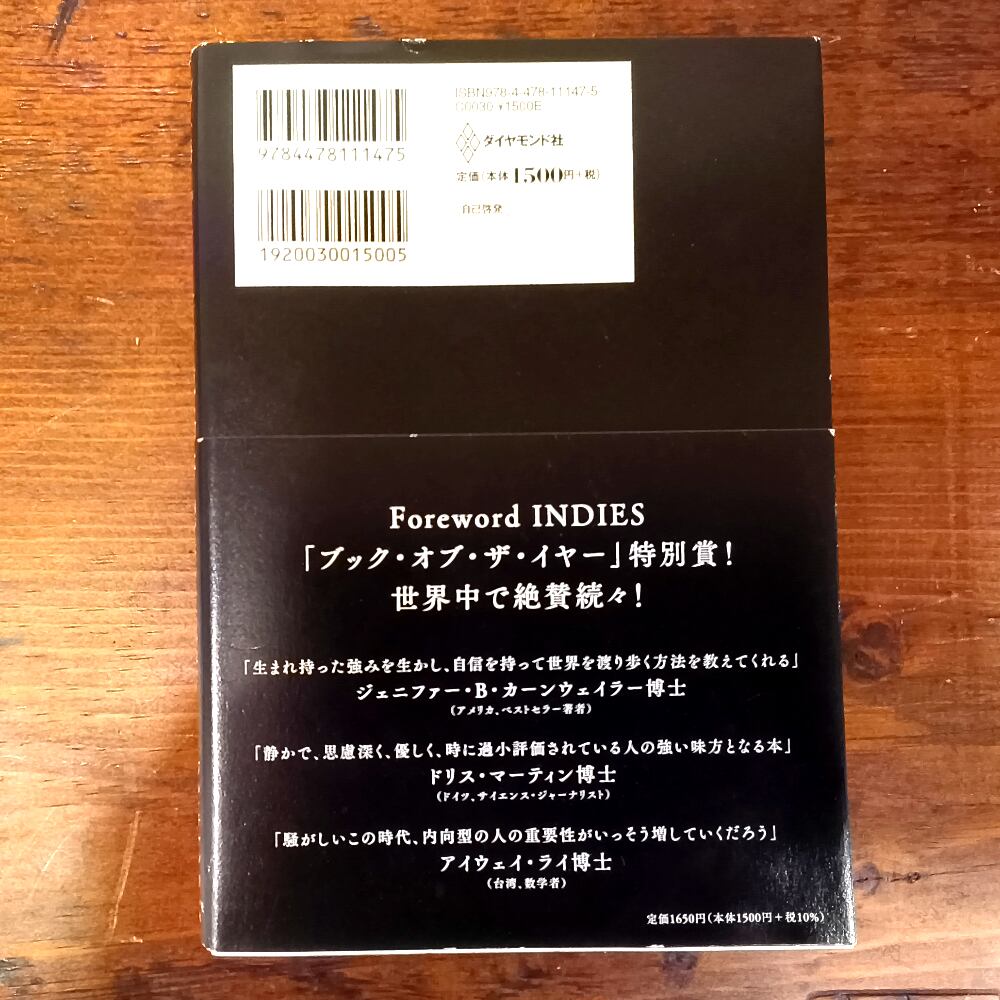 9784478111475
1920030015005
ISBN978-4-478-11147-5
C0030 ¥1500E
ダイヤモンド社
定価(本体1500円+税)
自己啓発
Foreword INDIES
「ブック・オブ・ザ・イヤー」特別賞!
世界中で絶賛続々!
「生まれ持った強みを生かし、自信を持って世界を渡り歩く方法を教えてくれる」
ジェニファー・B・カーンウェイラー博士
(アメリカ、ベストセラー著者)
「静かで、思慮深く、優しく、時に過小評価されている人の強い味方となる本」
ドリス・マーティン博士
(ドイツ、サイエンス・ジャーナリスト)
「騒がしいこの時代、内向型の人の重要性がいっそう増していくだろう」
アイウェイ・ライ博士
(台湾、数学者)
定価1650円(本体1500円+税10%)